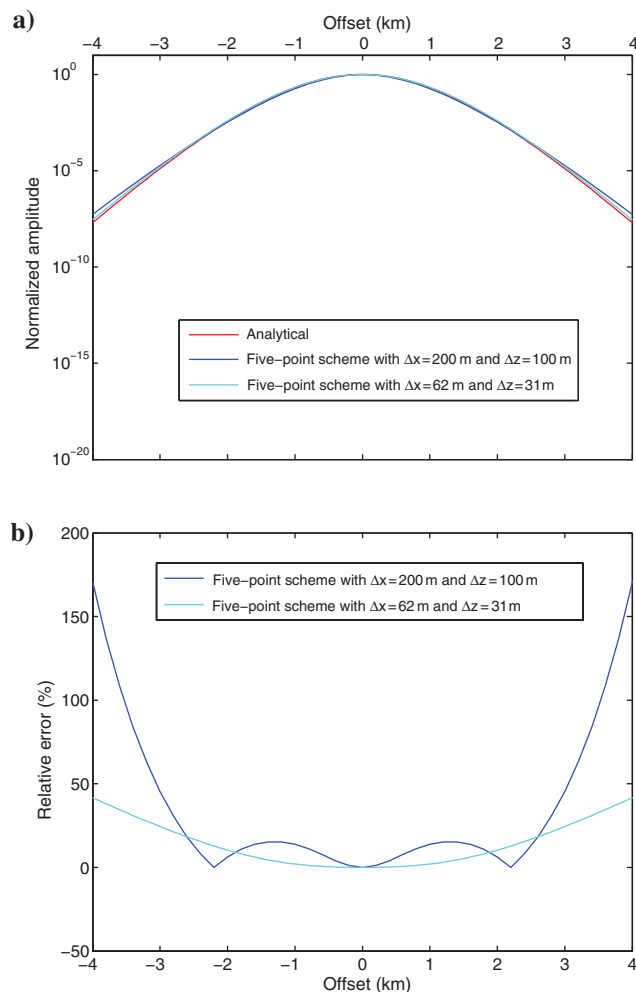 a)
Offset (km)
−4 −3 −2 −1 0 1 2 3 4
10⁰
10⁻⁵
10⁻¹⁰
10⁻¹⁵
10⁻²⁰
Normalized amplitude
Analytical
Five−point scheme with Δx=200 m and Δz=100 m
Five−point scheme with Δx=62 m and Δz=31 m
b)
200
150
100
50
0
−50
Relative error (%)
Five−point scheme with Δx=200 m and Δz=100 m
Five−point scheme with Δx=62 m and Δz=31 m
−4 −3 −2 −1 0 1 2 3 4
Offset (km)